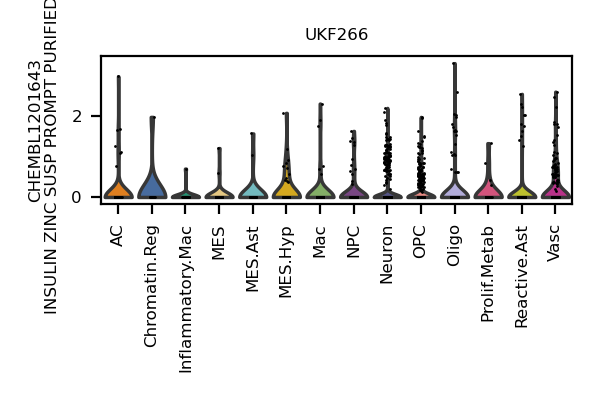 UKF266
CHEMBL1201643
INSULIN ZINC SUSP PROMPT PURIFIED
2
0
AC
Chromatin.Reg
Inflammatory.Mac
MES
MES.Ast
MES.Hyp
Mac
NPC
Neuron
OPC
Oligo
Prolif.Metab
Reactive.Ast
Vasc